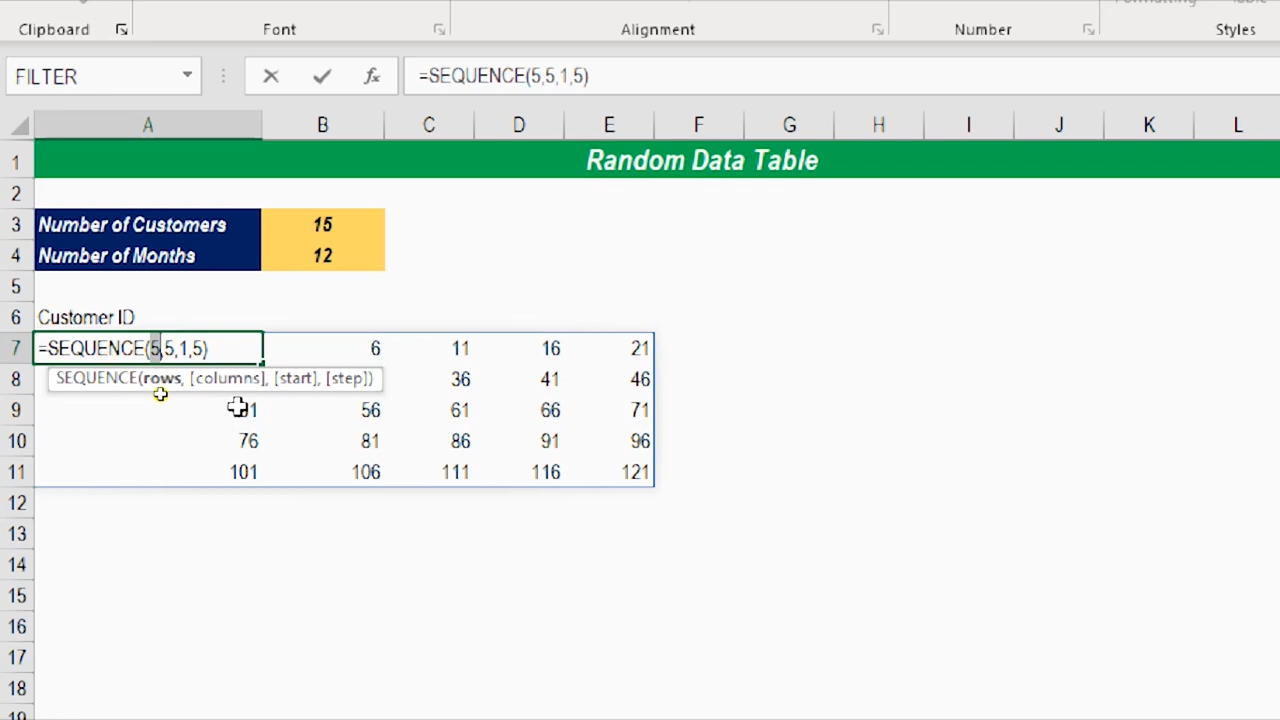 Clipboard Font Alignment Number Styles
FILTER =SEQUENCE(5,5,1,5)
A B C D E F G H I J K L
1 Random Data Table
2
3 Number of Customers 15
4 Number of Months 12
5
6 Customer ID
7 =SEQUENCE(5,5,1,5) 6 11 16 21
8 SEQUENCE(rows, [columns], [start], [step]) 36 41 46
9 56 61 66 71
10 76 81 86 91 96
11 101 106 111 116 121
12
13
14
15
16
17
18